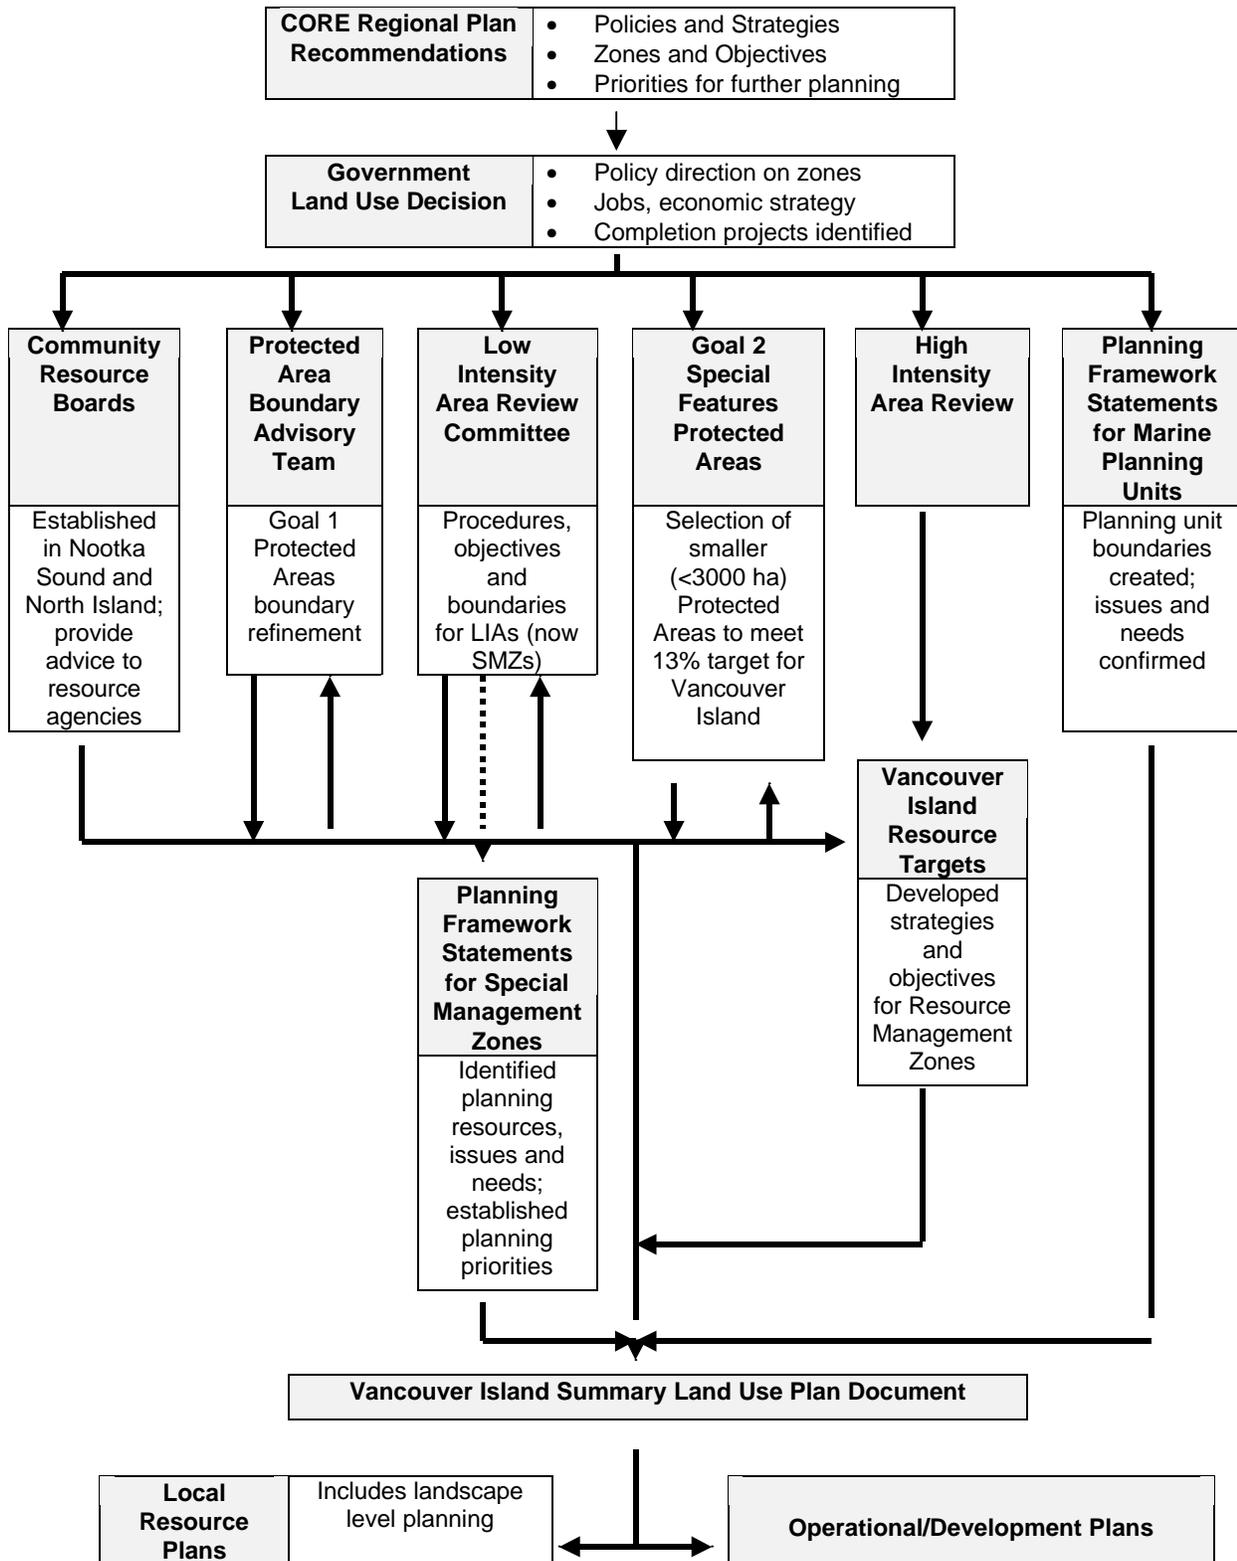 CORE Regional Plan
Recommendations
• Policies and Strategies
• Zones and Objectives
• Priorities for further planning
Government
Land Use Decision
• Policy direction on zones
• Jobs, economic strategy
• Completion projects identified
Community
Resource
Boards
Established
in Nootka
Sound and
North Island;
provide
advice to
resource
agencies
Protected
Area
Boundary
Advisory
Team
Goal 1
Protected
Areas
boundary
refinement
Low
Intensity
Area Review
Committee
Procedures,
objectives
and
boundaries
for LIAs (now
SMZs)
Goal 2
Special
Features
Protected
Areas
Selection of
smaller
(<3000 ha)
Protected
Areas to meet
13% target for
Vancouver
Island
High
Intensity
Area Review
Planning
Framework
Statements
for Marine
Planning
Units
Planning unit
boundaries
created;
issues and
needs
confirmed
Vancouver
Island
Resource
Targets
Developed
strategies
and
objectives
for Resource
Management
Zones
Planning
Framework
Statements
for Special
Management
Zones
Identified
planning
resources,
issues and
needs;
established
planning
priorities
Vancouver Island Summary Land Use Plan Document
Local
Resource
Plans
Includes landscape
level planning
Operational/Development Plans